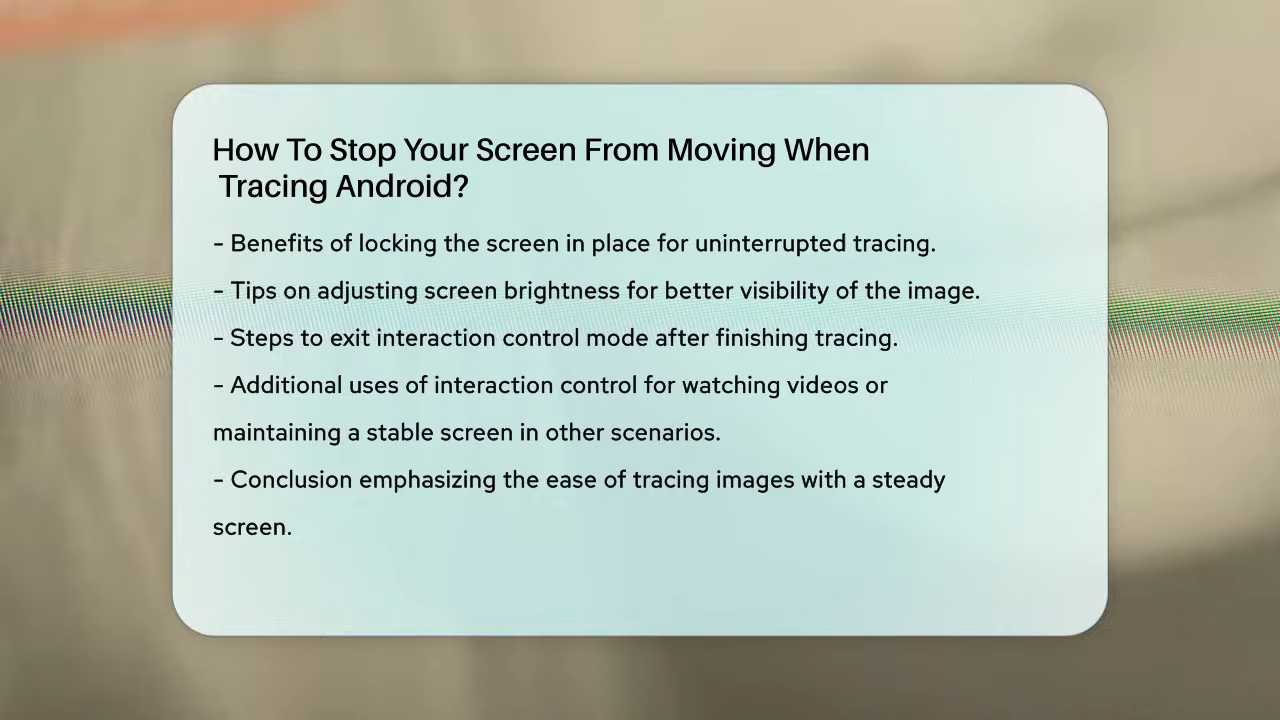 How To Stop Your Screen From Moving When
Tracing Android?
- Benefits of locking the screen in place for uninterrupted tracing.
- Tips on adjusting screen brightness for better visibility of the image.
- Steps to exit interaction control mode after finishing tracing.
- Additional uses of interaction control for watching videos or
maintaining a stable screen in other scenarios.
- Conclusion emphasizing the ease of tracing images with a steady
screen.